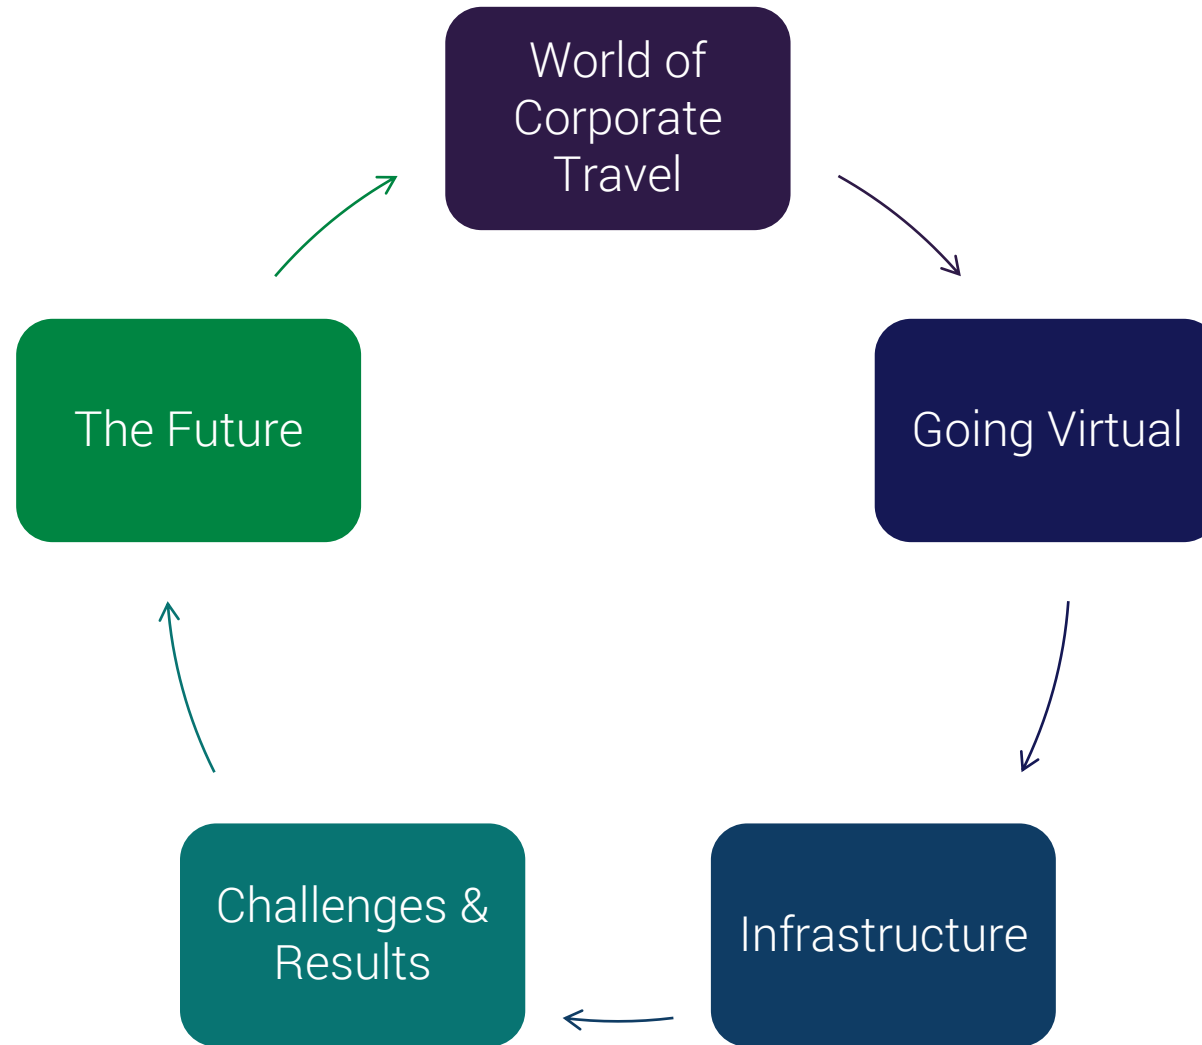 World of
Corporate
Travel
Going Virtual
Infrastructure
Challenges &
Results
The Future